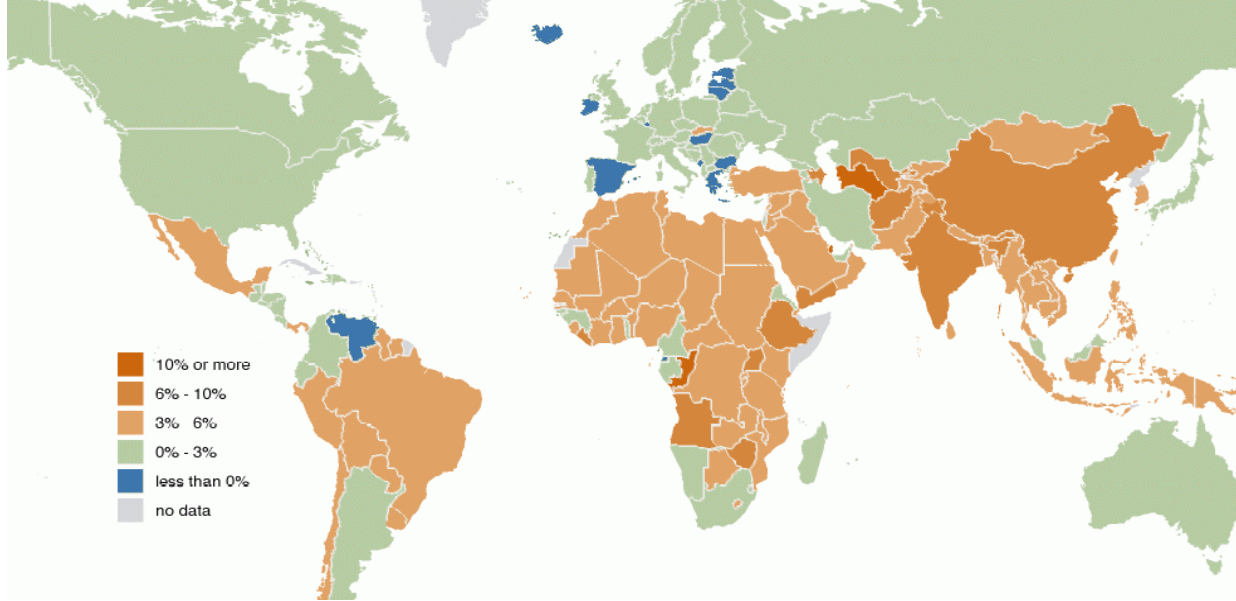 10% or more
6% - 10%
3%   6%
0% - 3%
less than 0%
no data